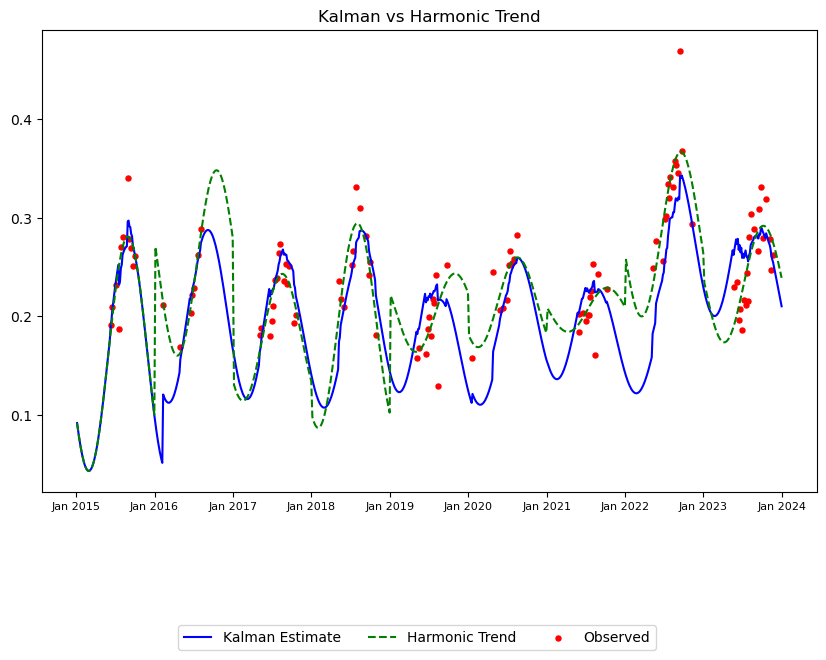 Kalman vs Harmonic Trend
0.4
0.3
0.2
0.1
Jan 2015 Jan 2016 Jan 2017 Jan 2018 Jan 2019 Jan 2020 Jan 2021 Jan 2022 Jan 2023 Jan 2024
Kalman Estimate Harmonic Trend Observed